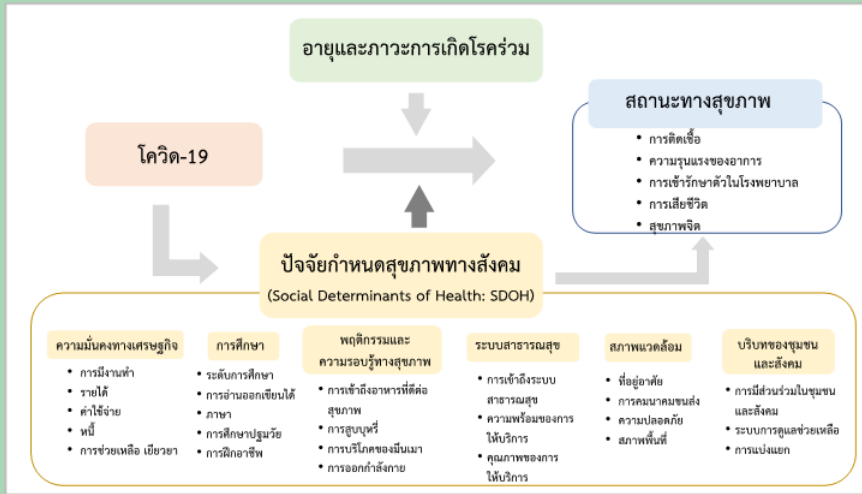 อายุและภาวะการเกิดโรคร่วม
โควิด-19
สถานะทางสุขภาพ
• การติดเชื้อ
• ความรุนแรงของอาการ
• การเข้ารักษาตัวในโรงพยาบาล
• การเสียชีวิต
• สุขภาพจิต
ปัจจัยกำหนดสุขภาพทางสังคม
(Social Determinants of Health: SDOH)
ความมั่นคงทางเศรษฐกิจ
• การมีงานทำ
• รายได้
• ค่าใช้จ่าย
• หนี้
• การช่วยเหลือ เยียวยา
การศึกษา
• ระดับการศึกษา
• การอ่านออกเขียนได้
• ภาษา
• การศึกษาปฐมวัย
• การฝึกอาชีพ
พฤติกรรมและ
ความรอบรู้ทางสุขภาพ
• การเข้าถึงอาหารที่ดีต่อ
สุขภาพ
• การสูบบุหรี่
• การบริโภคของมึนเมา
• การออกกำลังกาย
ระบบสาธารณสุข
• การเข้าถึงระบบ
สาธารณสุข
• ความพร้อมของการ
ให้บริการ
• คุณภาพของการ
ให้บริการ
สภาพแวดล้อม
• ที่อยู่อาศัย
• การคมนาคมขนส่ง
• ความปลอดภัย
• สภาพพื้นที่
บริบทของชุมชน
และสังคม
• การมีส่วนร่วมในชุมชน
และสังคม
• ระบบการดูแลช่วยเหลือ
• การแบ่งแยก